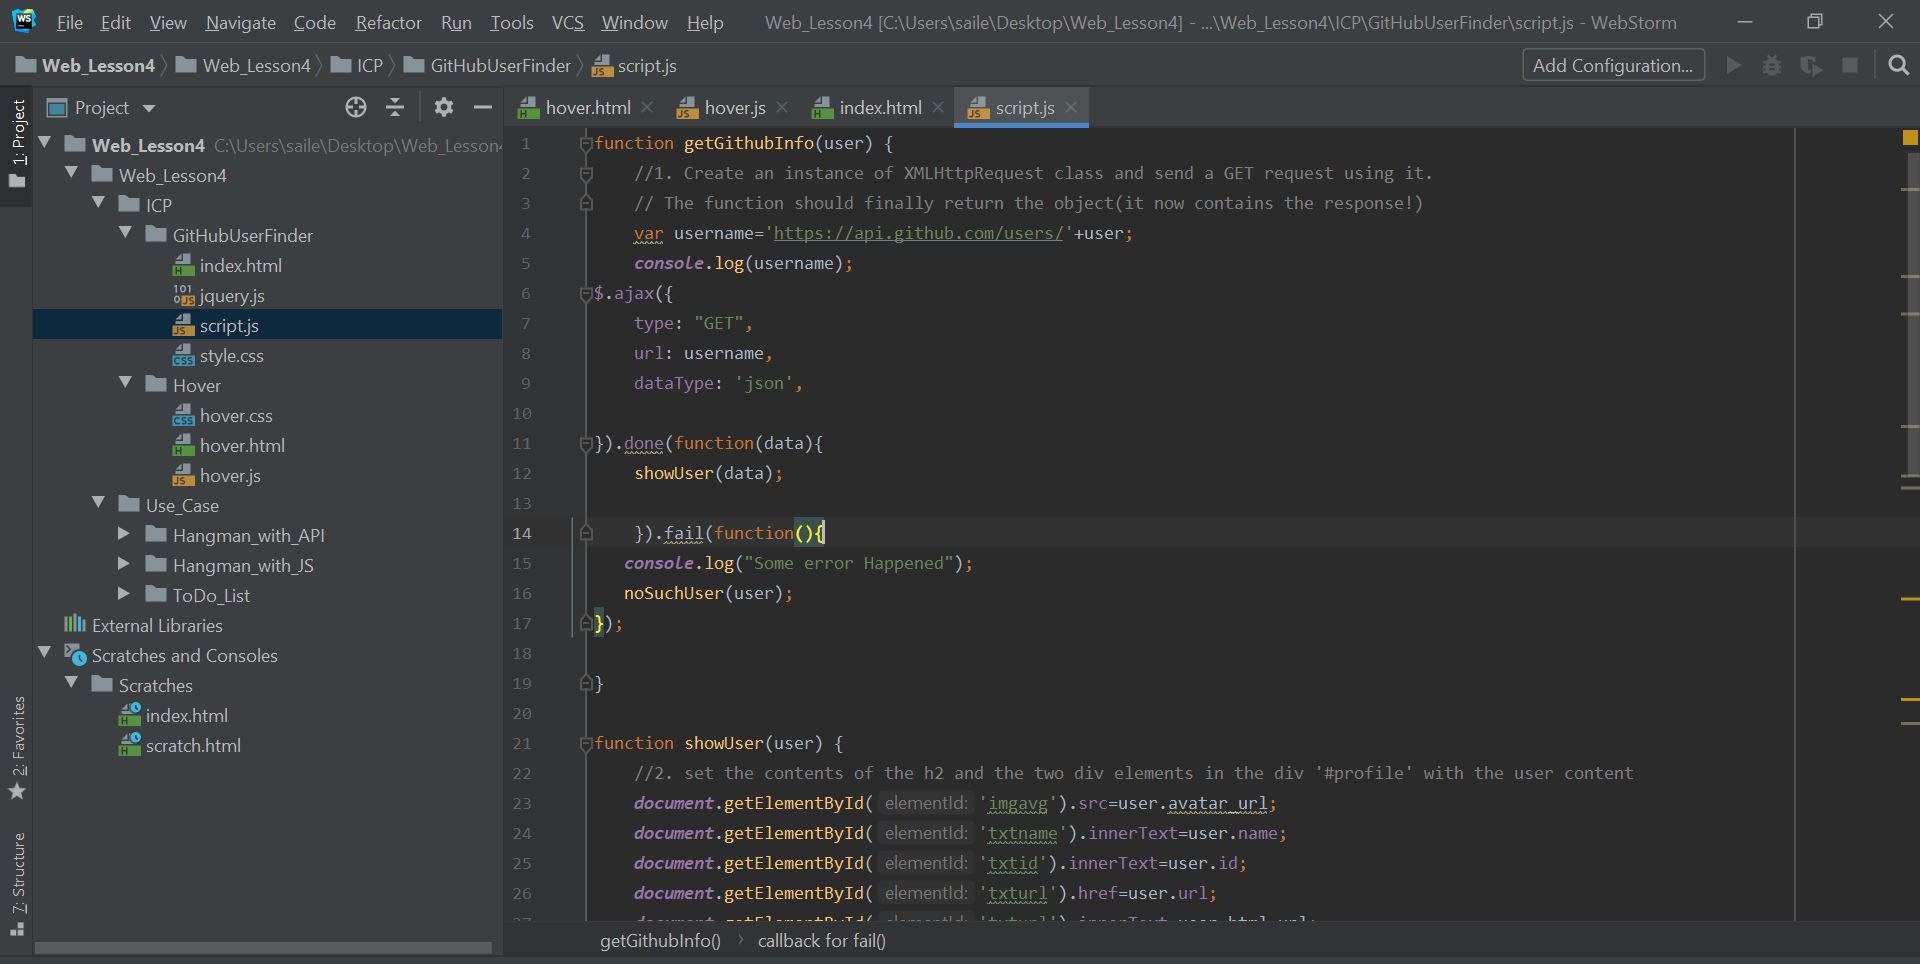 WS File Edit View Navigate Code Refactor Run Tools VCS Window Help Web_Lesson4 [C:\Users\saile\Desktop\Web_Lesson4] - ...\Web_Lesson4\ICP\GitHubUserFinder\script.js - WebStorm
Web_Lesson4 Web_Lesson4 ICP GitHubUserFinder script.js Add Configuration...
1: Project
2: Favorites
7: Structure
Project
Web_Lesson4 C:\Users\saile\Desktop\Web_Lesson
Web_Lesson4
ICP
GitHubUserFinder
index.html
jquery.js
script.js
style.css
Hover
hover.css
hover.html
hover.js
Use_Case
Hangman_with_API
Hangman_with_JS
ToDo_List
External Libraries
Scratches and Consoles
Scratches
index.html
scratch.html
hover.html hover.js index.html script.js
1 function getGithubInfo(user) {
2 //1. Create an instance of XMLHttpRequest class and send a GET request using it.
3 // The function should finally return the object(it now contains the response!)
4 var username='https://api.github.com/users/'+user;
5 console.log(username);
6 $.ajax({
7 type: "GET",
8 url: username,
9 dataType: 'json',
10
11 }).done(function(data){
12 showUser(data);
13
14 }).fail(function(){
15 console.log("Some error Happened");
16 noSuchUser(user);
17 });
18
19 }
20
21 function showUser(user) {
22 //2. set the contents of the h2 and the two div elements in the div '#profile' with the user content
23 document.getElementById( elementId: 'imgavg').src=user.avatar_url;
24 document.getElementById( elementId: 'txtname').innerText=user.name;
25 document.getElementById( elementId: 'txtid').innerText=user.id;
26 document.getElementById( elementId: 'txturl').href=user.url;
getGithubInfo() callback for fail()